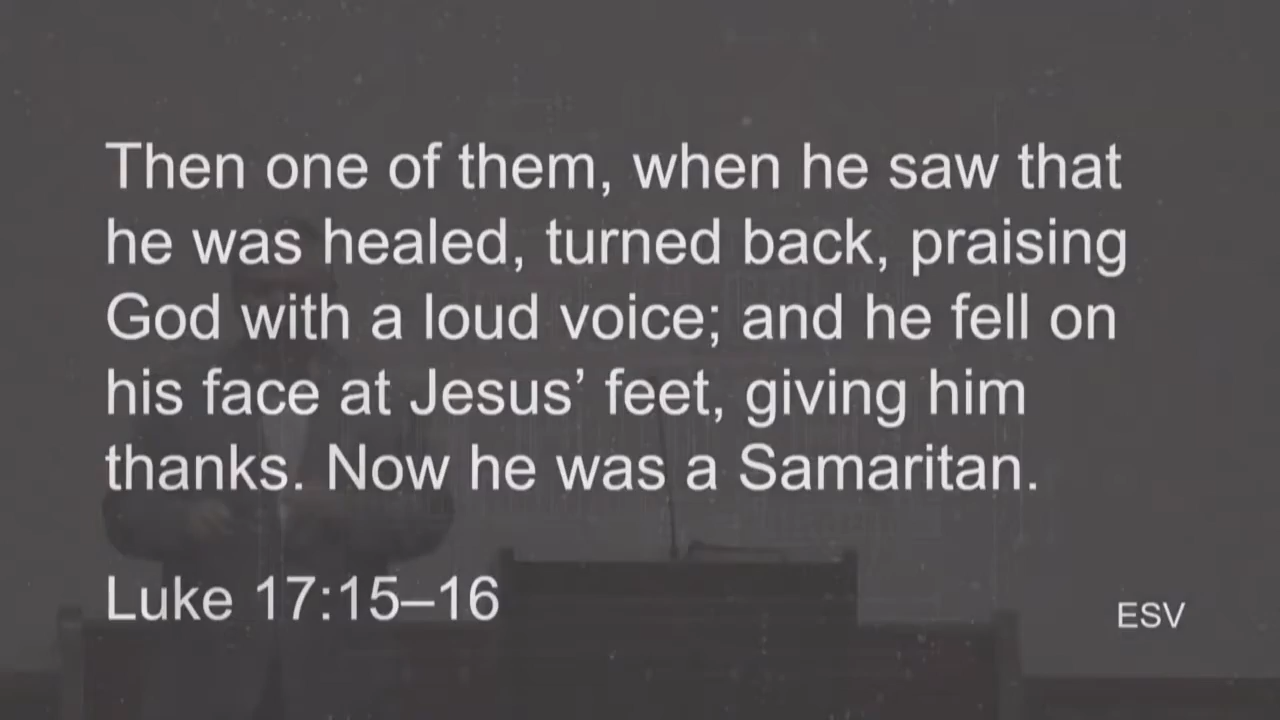 Then one of them, when he saw that
he was healed, turned back, praising
God with a loud voice; and he fell on
his face at Jesus’ feet, giving him
thanks. Now he was a Samaritan.
Luke 17:15–16
ESV